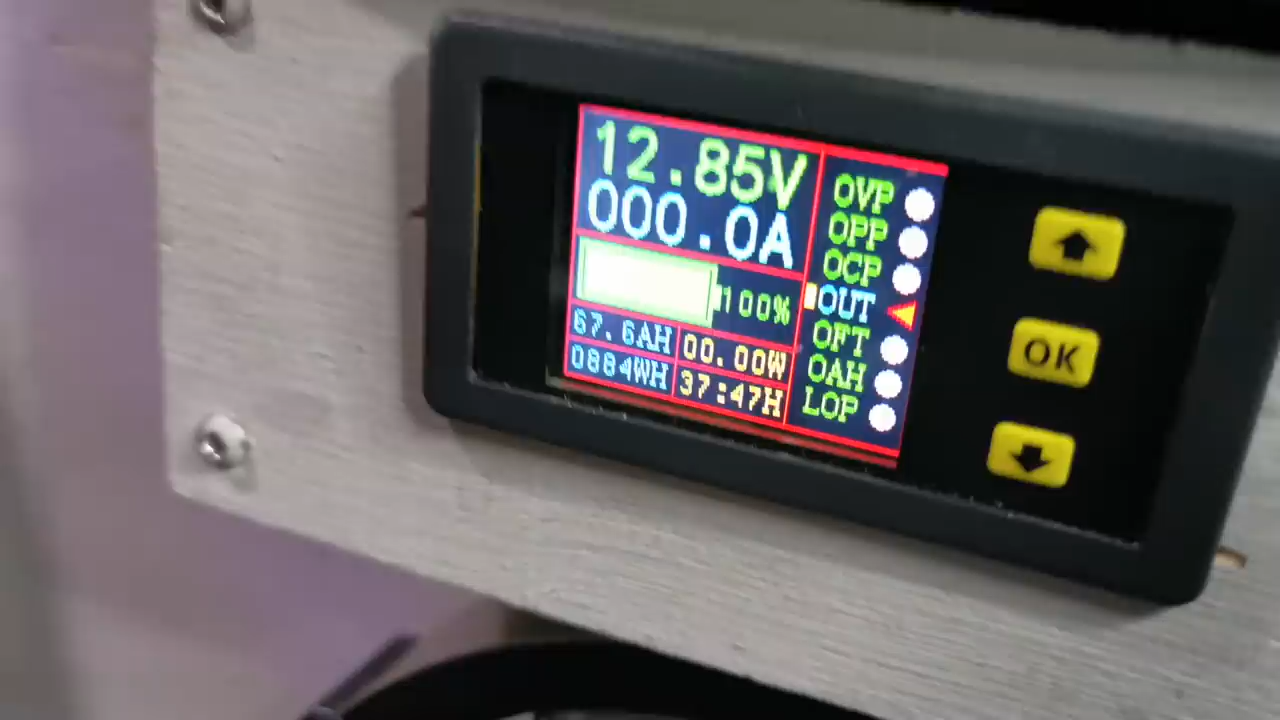 12.85V
000.0A
100%
67.6AH
00.00W
0884WH
37:47H
OVP
OPP
OCP
OUT
OFT
OAH
LOP
OK